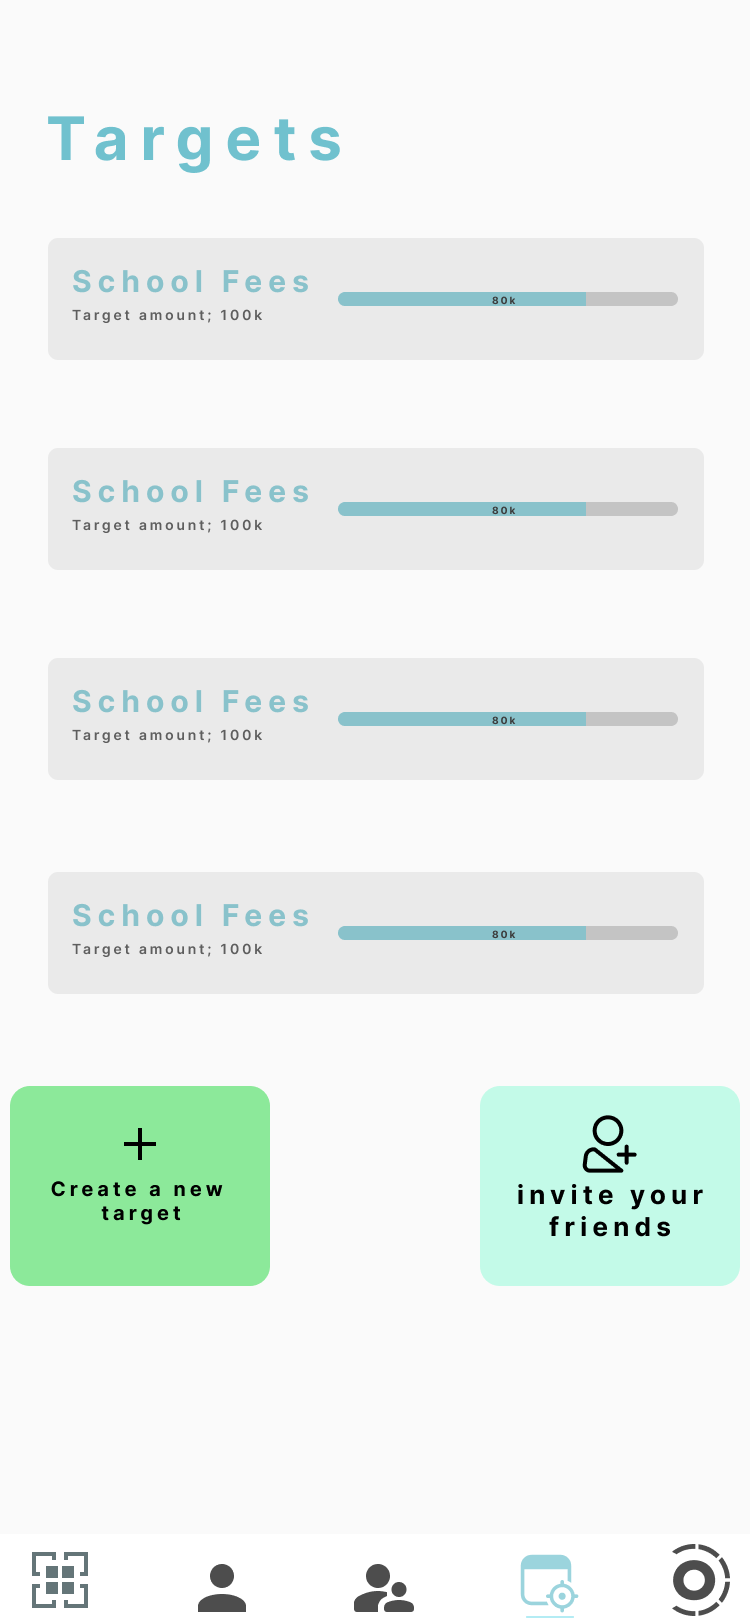 Targets
School Fees
80k
Target amount; 100k
School Fees
80k
Target amount; 100k
School Fees
80k
Target amount; 100k
School Fees
80k
Target amount; 100k
Create a new
target
invite your
friends